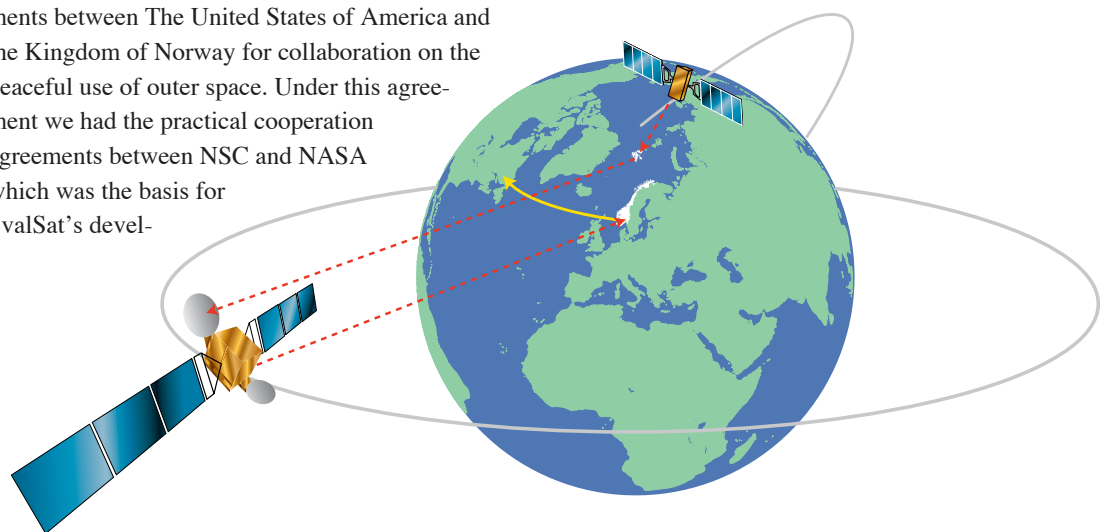 nents between The United States of America and
ne Kingdom of Norway for collaboration on the
eaceful use of outer space. Under this agree-
nent we had the practical cooperation
greements between NSC and NASA
which was the basis for
valSat's devel-